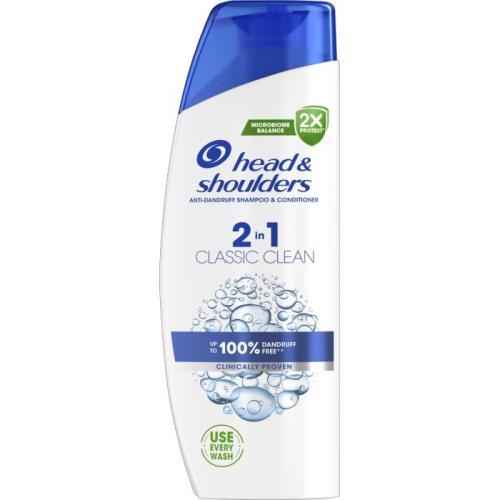 MICROBIOME
BALANCE
2X
PROTECT*
head &
shoulders
ANTI-DANDRUFF SHAMPOO & CONDITIONER
2 in 1
CLASSIC CLEAN
UP TO 100% DANDRUFF FREE**
CLINICALLY PROVEN
USE
EVERY
WASH